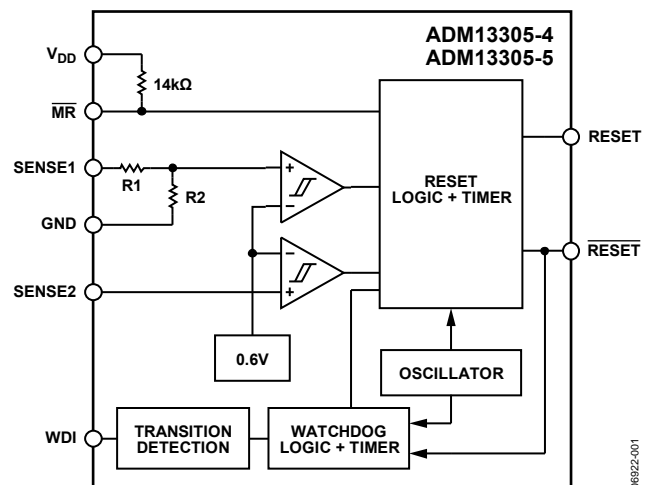 ADM13305-4
ADM13305-5
VDD
14kΩ
MR
SENSE1
R1
R2
GND
SENSE2
+
–
–
+
0.6V
RESET
LOGIC + TIMER
RESET
RESET
OSCILLATOR
WDI
TRANSITION
DETECTION
WATCHDOG
LOGIC + TIMER
06922-001